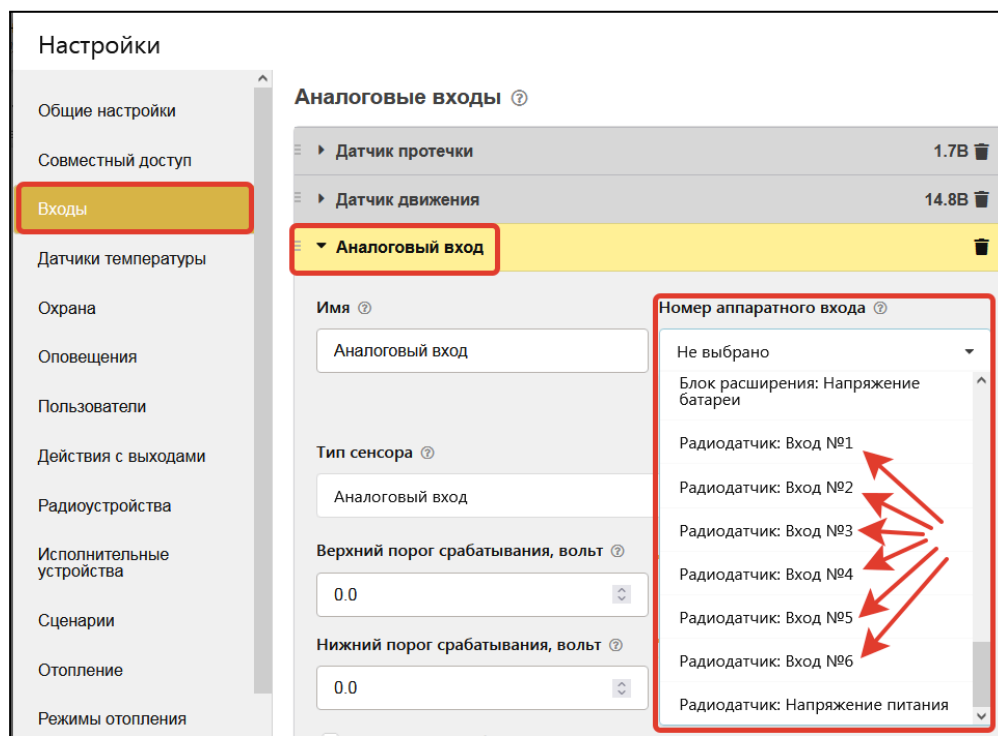 Настройки
Общие настройки
Совместный доступ
Входы
Датчики температуры
Охрана
Оповещения
Пользователи
Действия с выходами
Радиоустройства
Исполнительные
устройства
Сценарии
Отопление
Режимы отопления
Аналоговые входы
Датчик протечки 1.7В
Датчик движения 14.8В
Аналоговый вход
Имя
Аналоговый вход
Тип сенсора
Аналоговый вход
Верхний порог срабатывания, вольт
0.0
Нижний порог срабатывания, вольт
0.0
Номер аппаратного входа
Не выбрано
Блок расширения: Напряжение
батареи
Радиодатчик: Вход №1
Радиодатчик: Вход №2
Радиодатчик: Вход №3
Радиодатчик: Вход №4
Радиодатчик: Вход №5
Радиодатчик: Вход №6
Радиодатчик: Напряжение питания